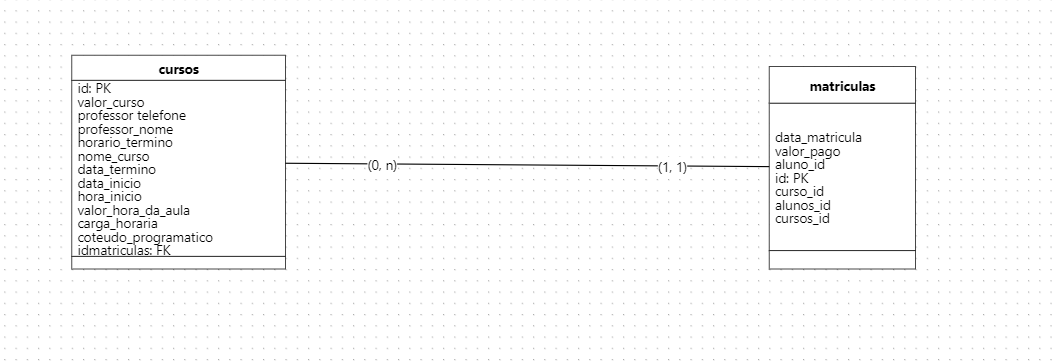 cursos
id: PK
valor_curso
professor telefone
professor_nome
horario_termino
nome_curso
data_termino
data_inicio
hora_inicio
valor_hora_da_aula
carga_horaria
coteudo_programatico
idmatriculas: FK
(0, n)
(1, 1)
matriculas
data_matricula
valor_pago
aluno_id
id: PK
curso_id
alunos_id
cursos_id